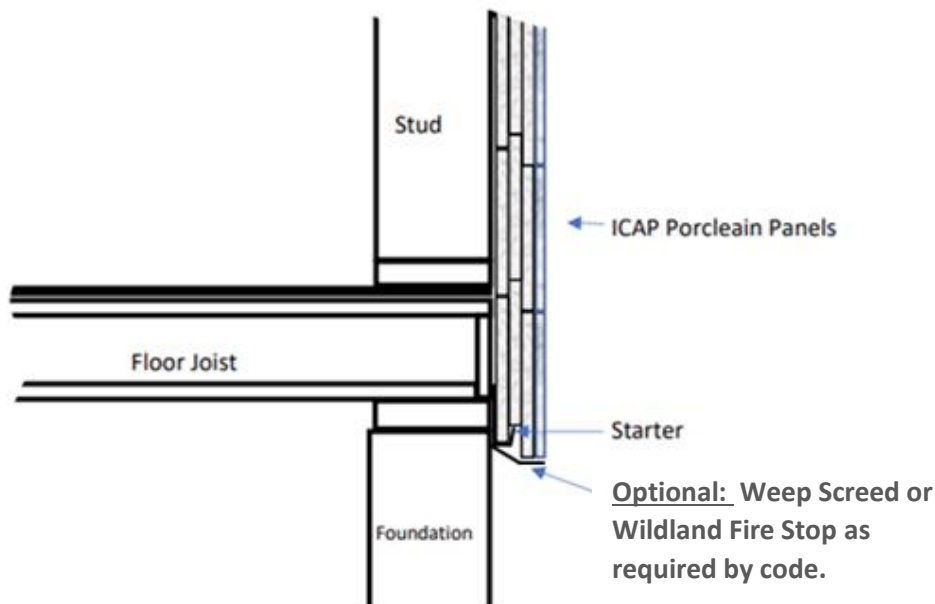 Stud
ICAP Porcleain Panels
Floor Joist
Starter
Foundation
Optional: Weep Screed or
Wildland Fire Stop as
required by code.